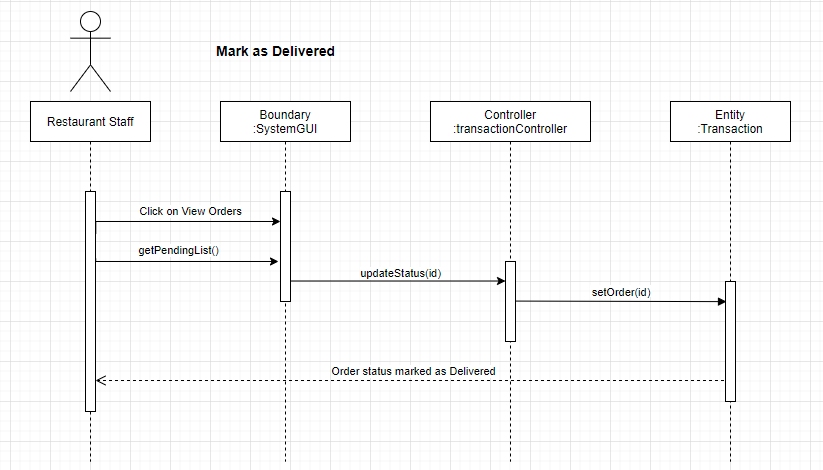 Mark as Delivered
Restaurant Staff
Boundary
:SystemGUI
Controller
:transactionController
Entity
:Transaction
Click on View Orders
getPendingList()
updateStatus(id)
setOrder(id)
Order status marked as Delivered